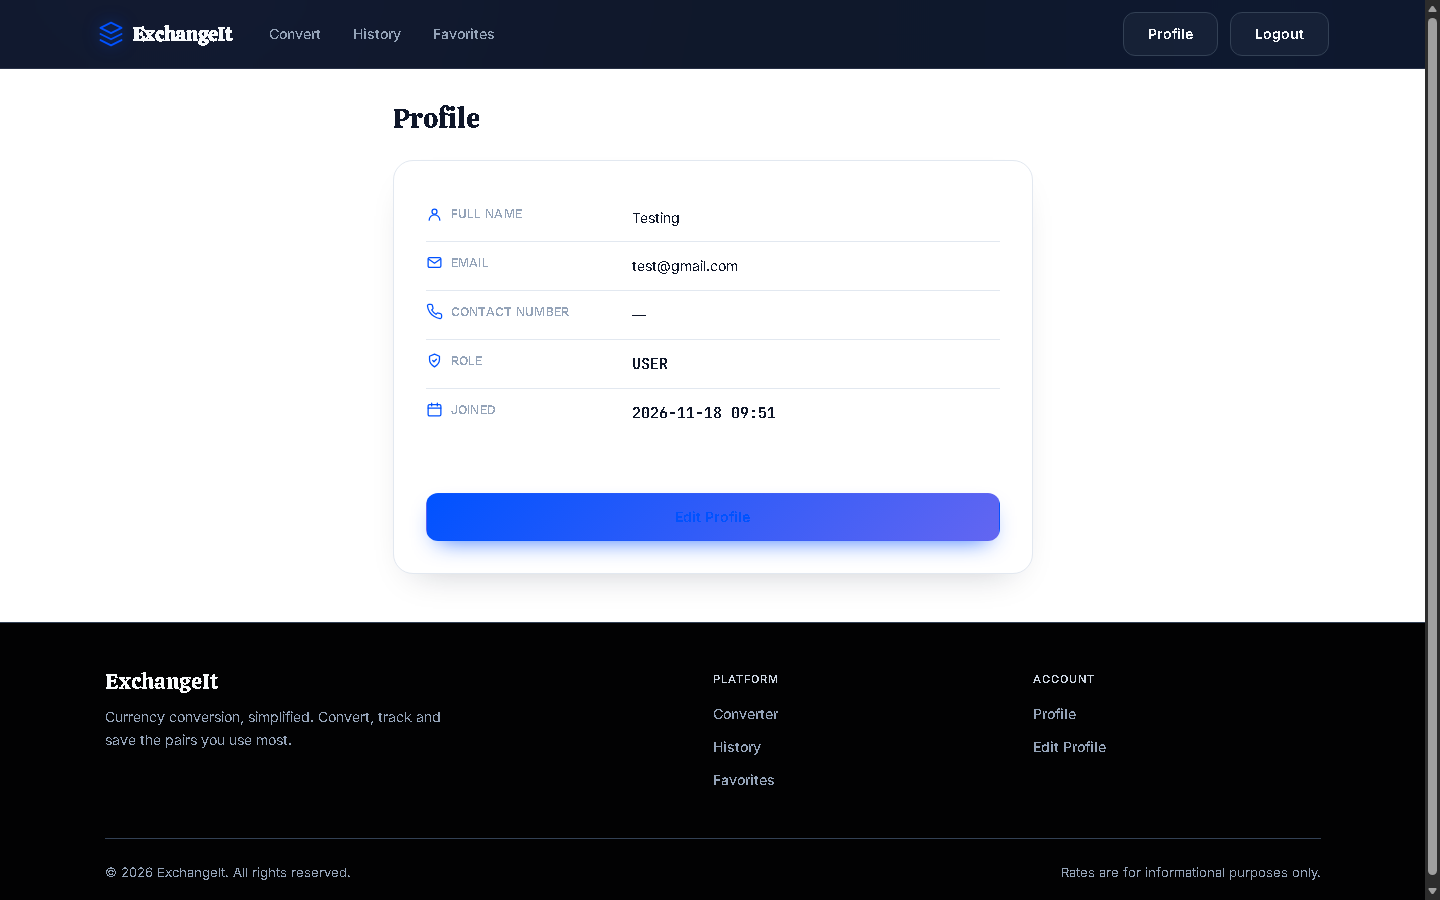 ExchangeIt
Convert
History
Favorites
Profile
Logout
Profile
FULL NAME
Testing
EMAIL
test@gmail.com
CONTACT NUMBER
—
ROLE
USER
JOINED
2026-11-18 09:51
Edit Profile
ExchangeIt
Currency conversion, simplified. Convert, track and
save the pairs you use most.
PLATFORM
Converter
History
Favorites
ACCOUNT
Profile
Edit Profile
© 2026 ExchangeIt. All rights reserved.
Rates are for informational purposes only.